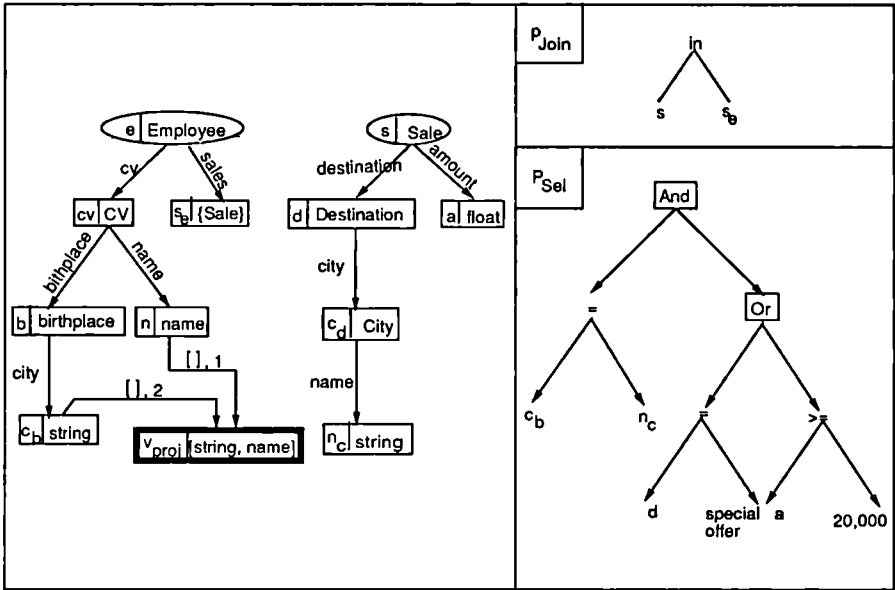 e Employee
s Sale
cv
sales
destination
amount
cv CV
s_e {Sale}
d Destination
a float
bithplace
name
city
b birthplace
n name
c_d City
city
[ ], 1
[ ], 2
name
c_b string
v_proj [string, name]
n_c string
P_Join
in
s
s_e
P_Sel
And
=
Or
c_b
n_c
=
>=
d
special offer
a
20,000